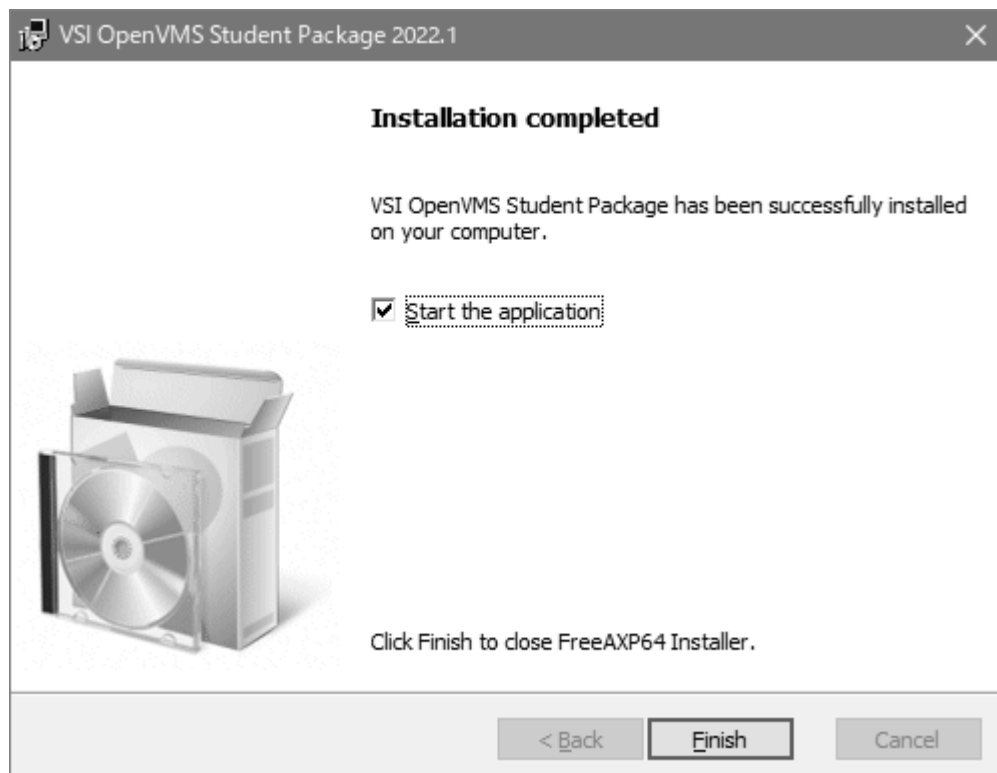 VSI OpenVMS Student Package 2022.1
Installation completed
VSI OpenVMS Student Package has been successfully installed
on your computer.
Start the application
Click Finish to close FreeAXP64 Installer.
< Back
Finish
Cancel